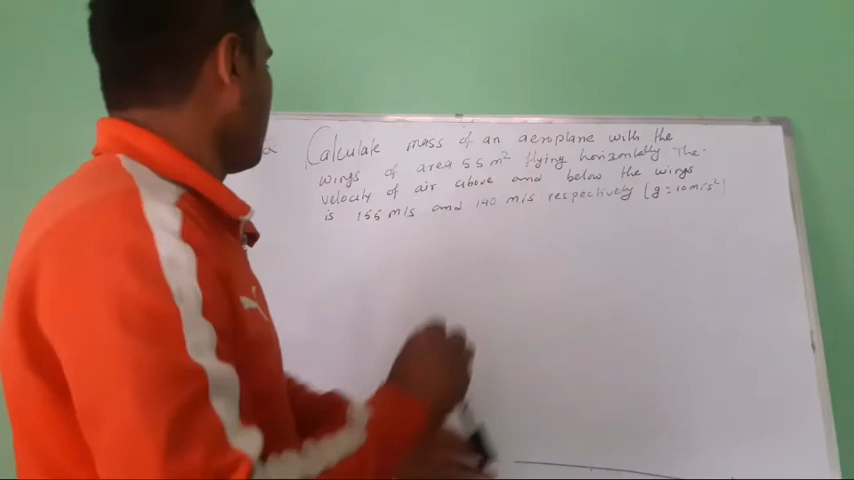 Q. Calculate mass of an aeroplane with the
wings of area 55 m² flying horizontally The
velocity of air above and below the wings
is 155 m/s and 140 m/s respectively (g = 10 m/s²)